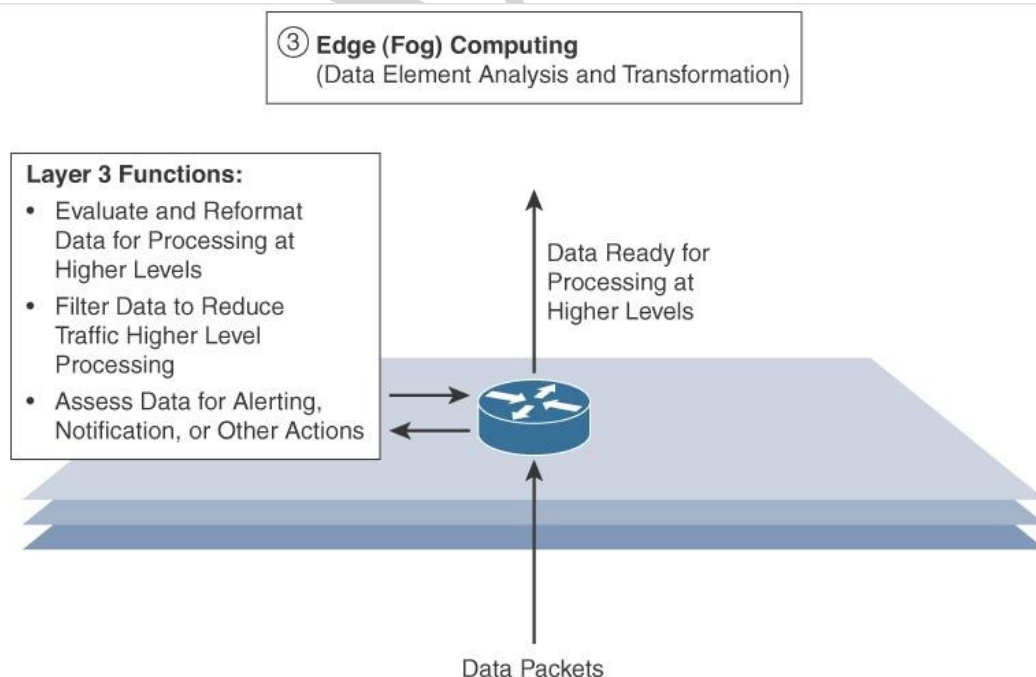 ③ Edge (Fog) Computing
(Data Element Analysis and Transformation)
Layer 3 Functions:
• Evaluate and Reformat
Data for Processing at
Higher Levels
• Filter Data to Reduce
Traffic Higher Level
Processing
• Assess Data for Alerting,
Notification, or Other Actions
Data Ready for
Processing at
Higher Levels
Data Packets